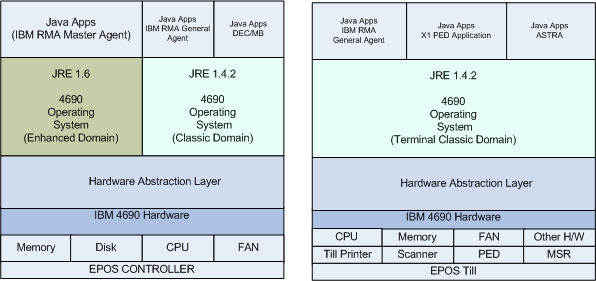 Java Apps
(IBM RMA Master Agent)
Java Apps
IBM RMA General
Agent
Java Apps
DEC/MB
JRE 1.6
4690
Operating
System
(Enhanced Domain)
JRE 1.4.2
4690
Operating
System
(Classic Domain)
Hardware Abstraction Layer
IBM 4690 Hardware
Memory
Disk
CPU
FAN
EPOS CONTROLLER
Java Apps
IBM RMA
General Agent
Java Apps
X1 PED Application
Java Apps
ASTRA
JRE 1.4.2
4690
Operating
System
(Terminal Classic Domain)
Hardware Abstraction Layer
IBM 4690 Hardware
CPU
Memory
FAN
Other H/W
Till Printer
Scanner
PED
MSR
EPOS Till